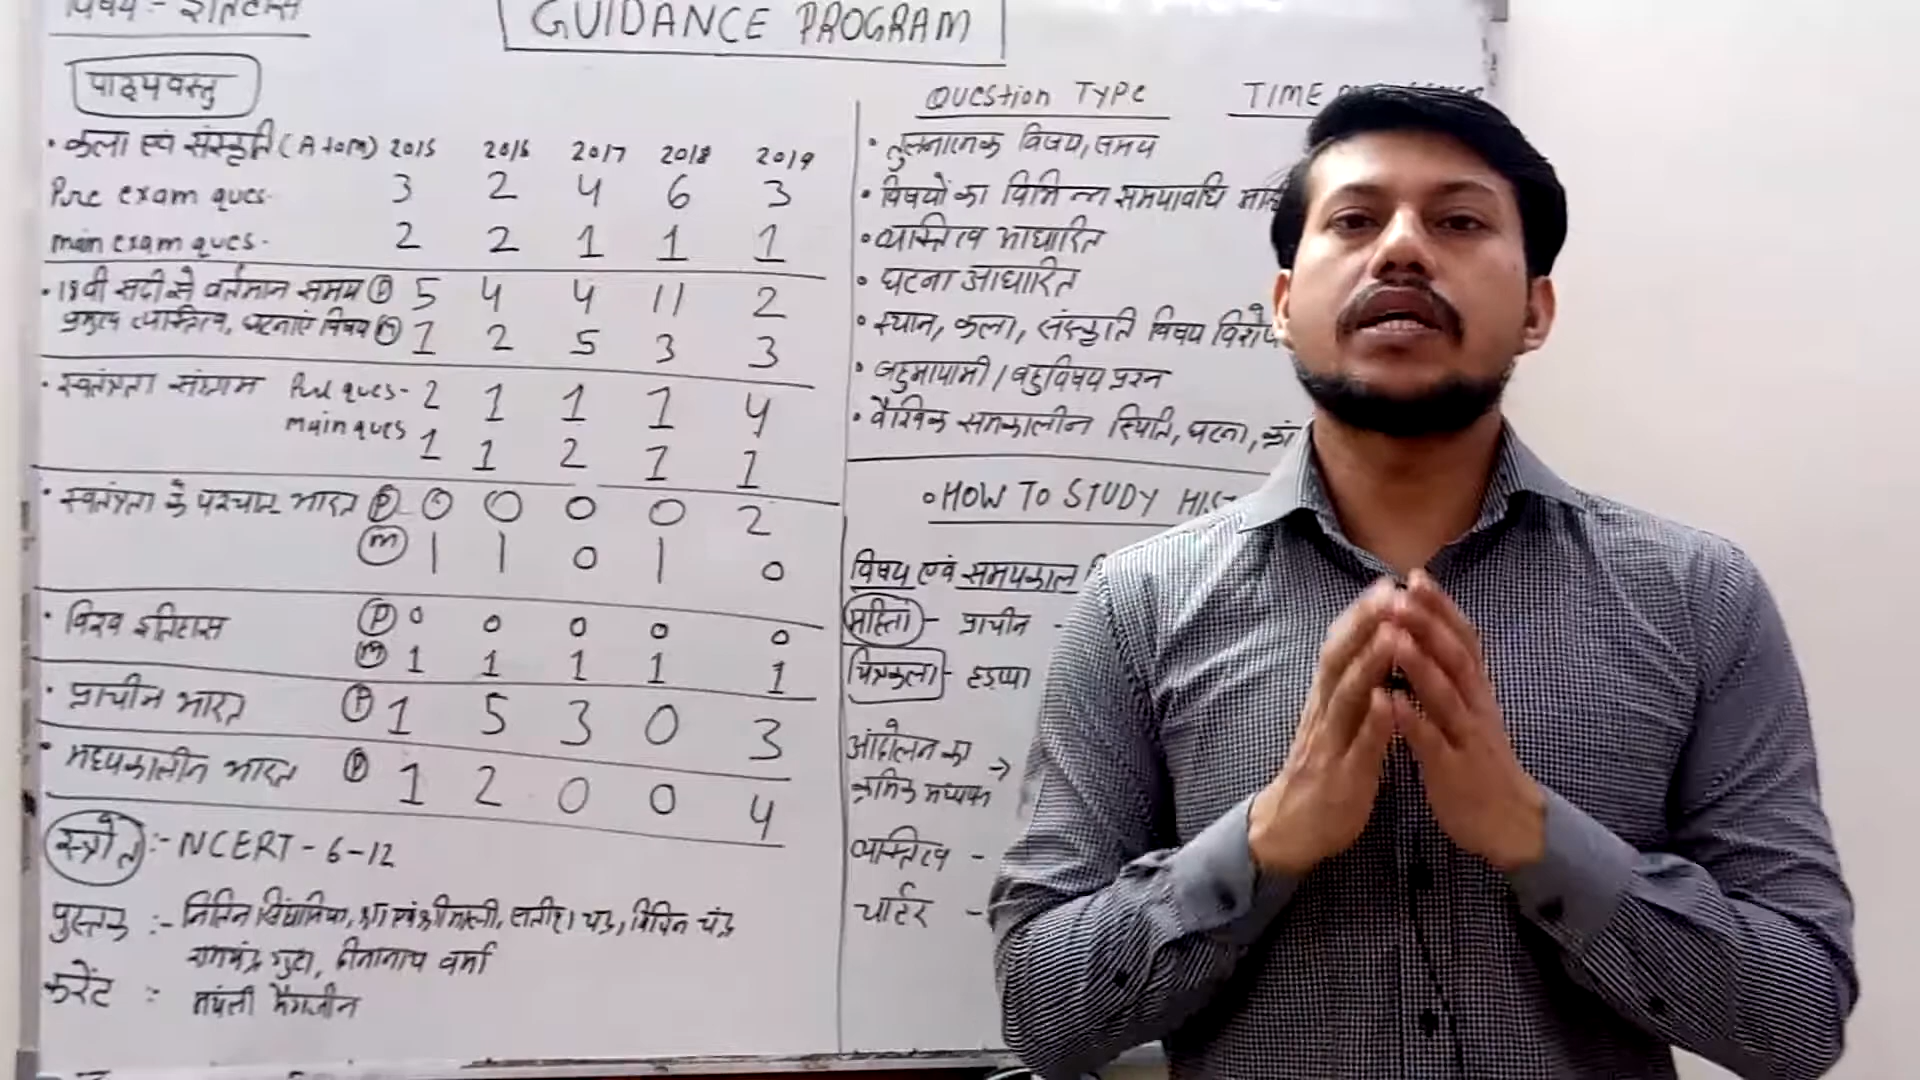 विषय :- इतिहास
GUIDANCE PROGRAM
पाठ्यवस्तु
• कला एवं संस्कृति (A to M) 2015 2016 2017 2018 2019
Pre exam ques- 3 2 4 6 3
main exam ques- 2 2 1 1 1
• 18वी सदी से वर्तमान समय (P) 5 4 4 11 2
प्रमुख व्यक्तित्व, घटनाएं विषय (M) 1 2 5 3 3
• स्वतंत्रता संग्राम Pre ques- 2 1 1 1 4
main ques 1 1 2 1 1
• स्वतंत्रता के पश्चात भारत (P) 0 0 0 0 2
(m) 1 1 0 1 0
• विश्व इतिहास (P) 0 0 0 0 0
(m) 1 1 1 1 1
• प्राचीन भारत (P) 1 5 3 0 3
• मध्यकालीन भारत (P) 1 2 0 0 4
स्त्रोत :- NCERT - 6-12
पुस्तक :- नितिन सिंघानिया, सतीश चंद्र, बिपिन चंद्र
रामचंद्र गुहा, दीनानाथ वर्मा
करेंट : मंथली मैगजीन
Question Type TIME
• तुलनात्मक विषय, समय
• विषयों का विभिन्न समयावधि
• व्यक्तित्व आधारित
• घटना आधारित
• स्थान, कला, संस्कृति विषय
• बहुआयामी / बहुविषय प्रश्न
• वैश्विक समकालीन स्थिति, घटना,
• HOW TO STUDY HIS
विषय एवं समयकाल
- प्राचीन -
चित्रकला - हडप्पा
आंदोलन का →
क्रमिक अध्ययन
व्यक्तित्व -
चार्टर -